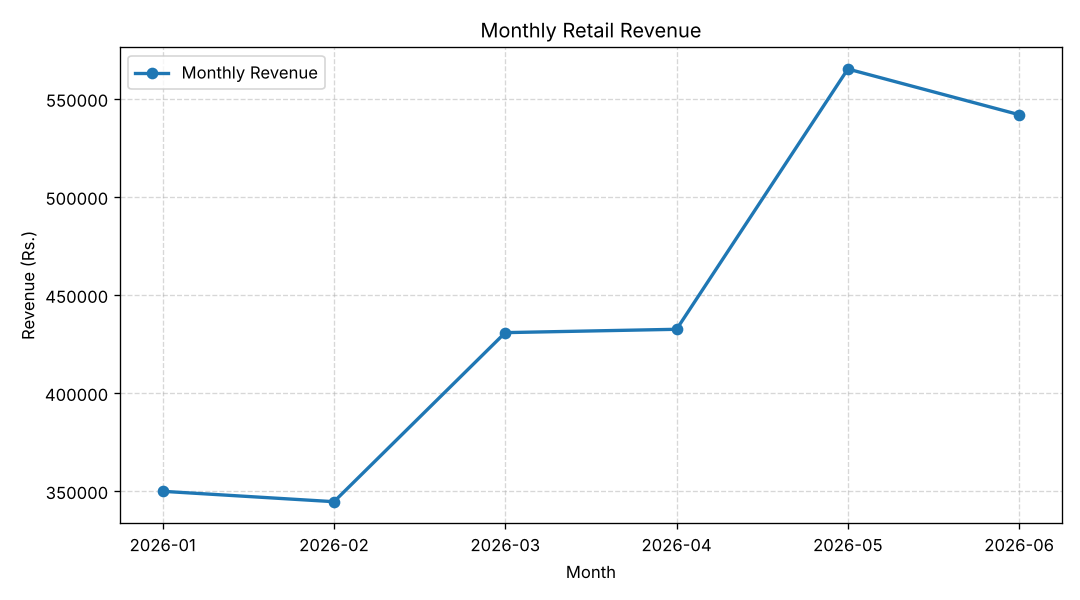 Monthly Retail Revenue
Monthly Revenue
Revenue (Rs.)
550000
500000
450000
400000
350000
2026-01 2026-02 2026-03 2026-04 2026-05 2026-06
Month